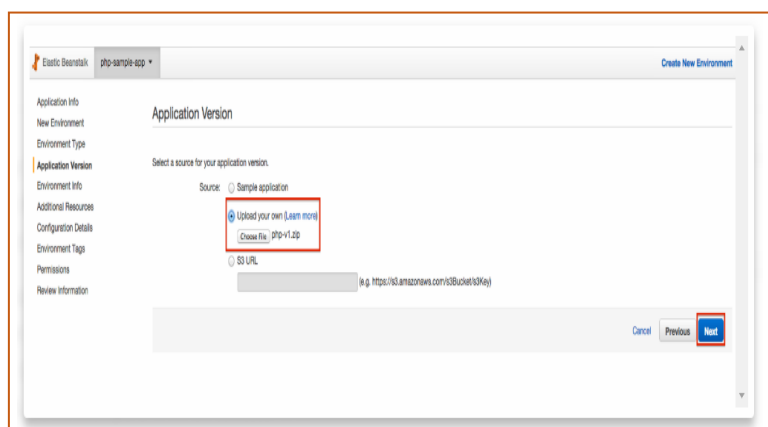 Elastic Beanstalk php-sample-app Create New Environment
Application Info
New Environment
Environment Type
Application Version
Environment Info
Additional Resources
Configuration Details
Environment Tags
Permissions
Review Information
Application Version
Select a source for your application version.
Source: Sample application
Upload your own (Learn more)
Choose File php-v1.zip
S3 URL
(e.g. https://s3.amazonaws.com/s3Bucket/s3Key)
Cancel Previous Next